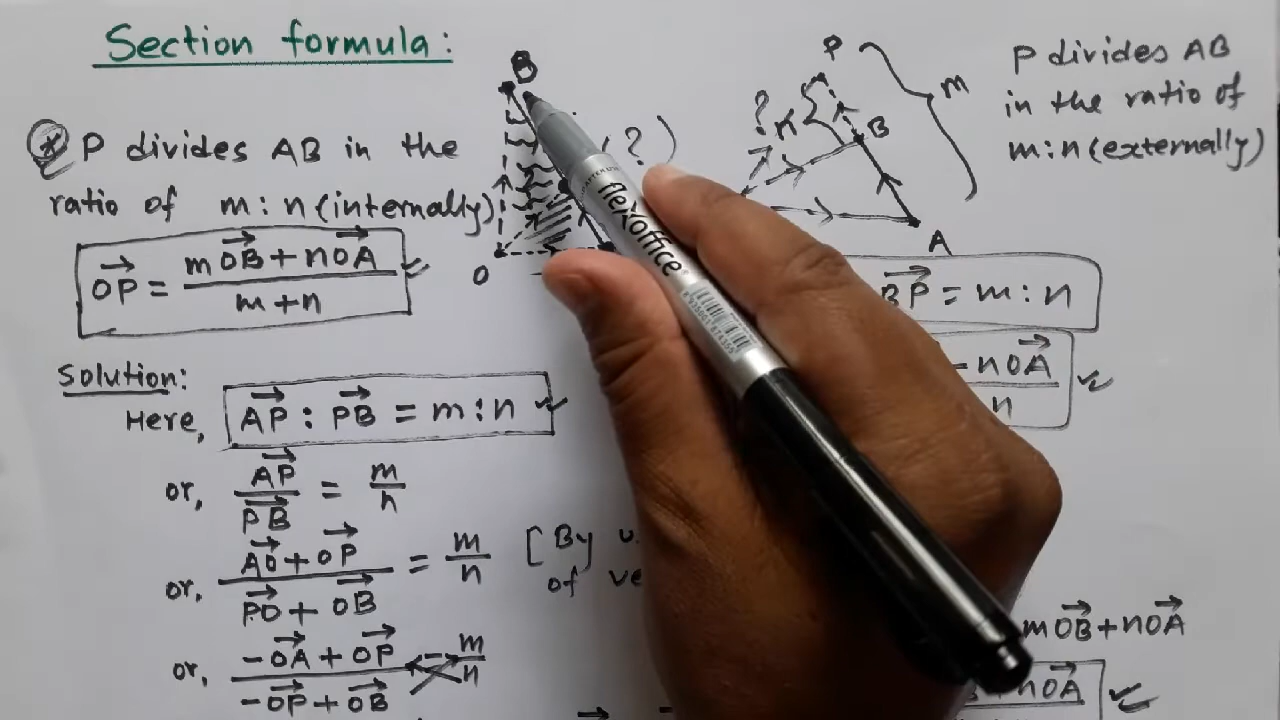 Section formula:
* P divides AB in the
ratio of m : n (internally)
OP = mOB + nOA / m + n
B
(?)
O
P
?
n
m
B
A
P divides AB
in the ratio of
m:n (externally)
BP = m : n
- nOA
n
flexoffice
Solution:
Here, AP : PB = m : n
or, AP / PB = m / n
or, AO + OP / PO + OB = m / n [By
of
or, -OA + OP / -OP + OB = m / n
mOB + nOA
nOA